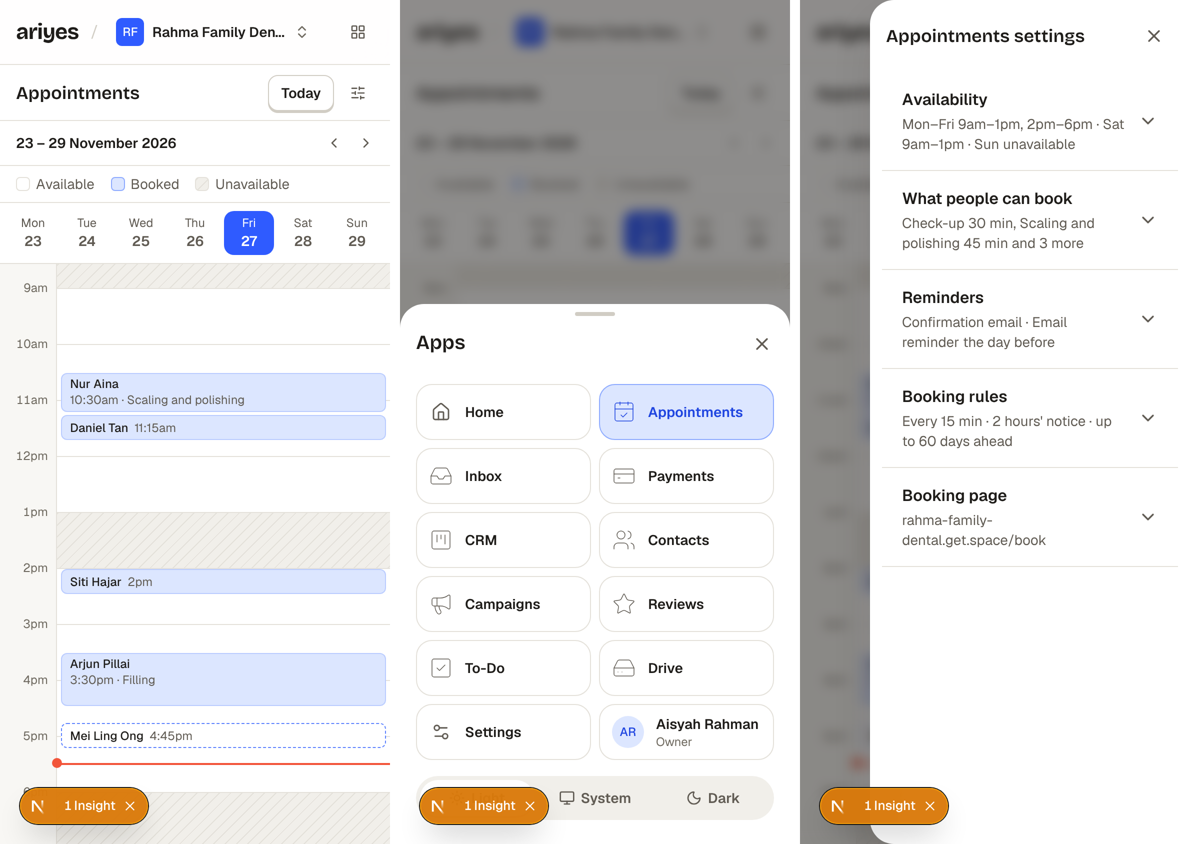 ariyes / RF Rahma Family Den...
Appointments Today
23 – 29 November 2026
Available Booked Unavailable
Mon Tue Wed Thu Fri Sat Sun
23 24 25 26 27 28 29
9am
10am
Nur Aina
10:30am · Scaling and polishing
11am
Daniel Tan 11:15am
12pm
1pm
2pm
Siti Hajar 2pm
3pm
Arjun Pillai
3:30pm · Filling
4pm
Mei Ling Ong 4:45pm
5pm
N 1 Insight
Apps
Home Appointments
Inbox Payments
CRM Contacts
Campaigns Reviews
To-Do Drive
Settings
AR Aisyah Rahman
Owner
System Dark
N 1 Insight
Appointments settings
Availability
Mon–Fri 9am–1pm, 2pm–6pm · Sat
9am–1pm · Sun unavailable
What people can book
Check-up 30 min, Scaling and
polishing 45 min and 3 more
Reminders
Confirmation email · Email
reminder the day before
Booking rules
Every 15 min · 2 hours' notice · up
to 60 days ahead
Booking page
rahma-family-
dental.get.space/book
N 1 Insight